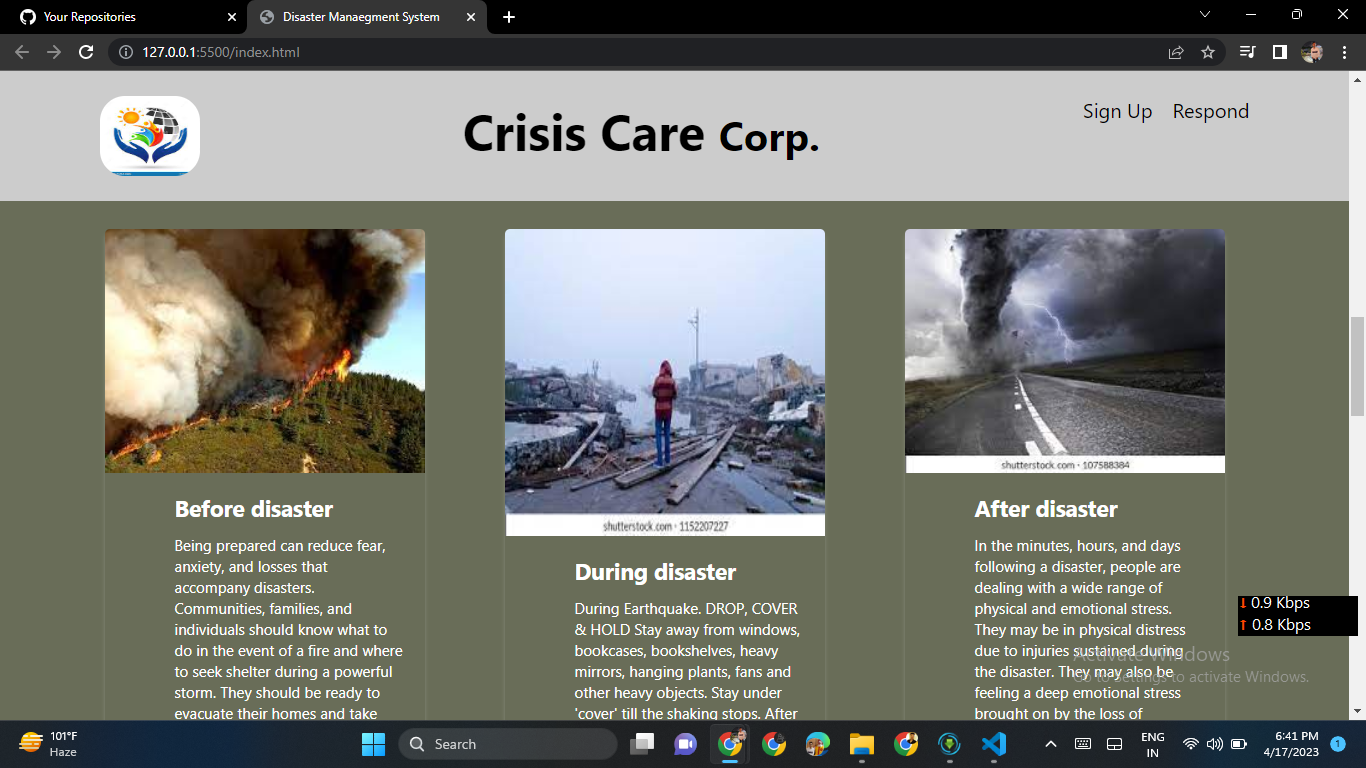 Your Repositories
Disaster Manaegment System
127.0.0.1:5500/index.html
Crisis Care Corp.
Sign Up Respond
shutterstock.com · 1152207227
shutterstock.com · 107588384
Before disaster
Being prepared can reduce fear,
anxiety, and losses that
accompany disasters.
Communities, families, and
individuals should know what to
do in the event of a fire and where
to seek shelter during a powerful
storm. They should be ready to
evacuate their homes and take
During disaster
During Earthquake. DROP, COVER
& HOLD Stay away from windows,
bookcases, bookshelves, heavy
mirrors, hanging plants, fans and
other heavy objects. Stay under
'cover' till the shaking stops. After
After disaster
In the minutes, hours, and days
following a disaster, people are
dealing with a wide range of
physical and emotional stress.
They may be in physical distress
due to injuries sustained during
the disaster. They may also be
feeling a deep emotional stress
brought on by the loss of
0.9 Kbps
0.8 Kbps
Activate Windows
Go to Settings to activate Windows.
101°F
Haze
Search
ENG
IN
6:41 PM
4/17/2023
1